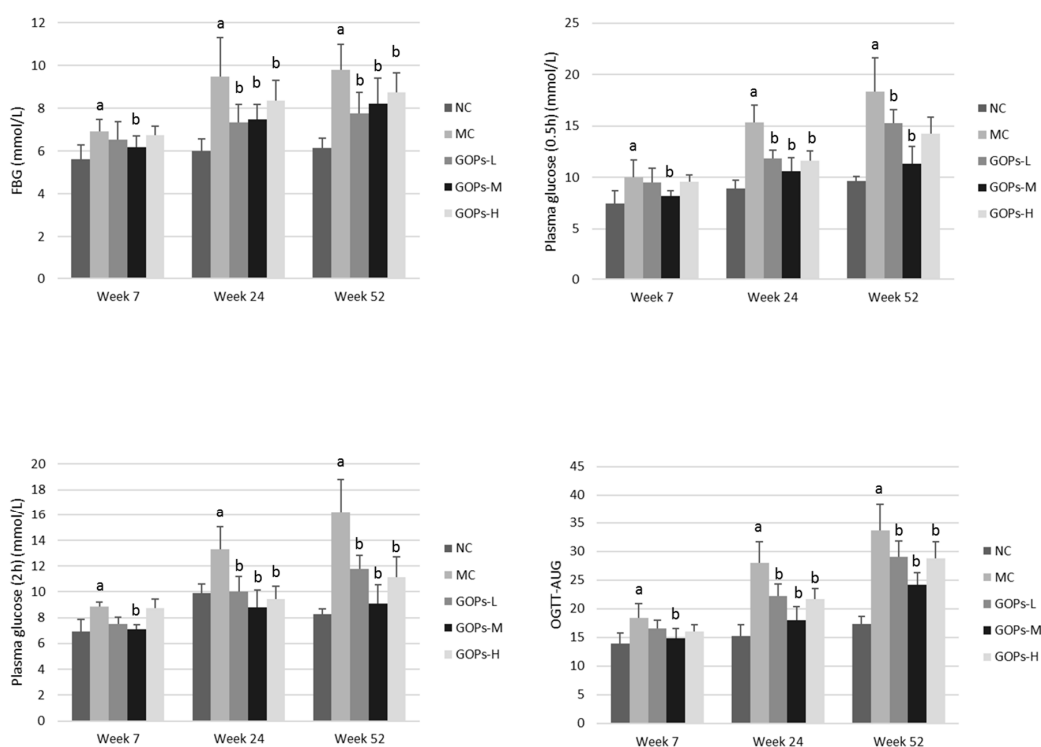 FBG (mmol/L)
12
10
8
6
4
2
0
a
b
a
b
b
b
a
b
b
b
Week 7
Week 24
Week 52
NC
MC
GOPs-L
GOPs-M
GOPs-H
Plasma glucose (0.5h) (mmol/L)
25
20
15
10
5
0
a
b
a
b
b
b
a
b
b
Week 7
Week 24
Week 52
NC
MC
GOPs-L
GOPs-M
GOPs-H
Plasma glucose (2h) (mmol/L)
20
18
16
14
12
10
8
6
4
2
0
a
b
a
b
b
b
a
b
b
b
Week 7
Week 24
Week 52
NC
MC
GOPs-L
GOPs-M
GOPs-H
OGTT-AUG
45
40
35
30
25
20
15
10
5
0
a
b
a
b
b
b
a
b
b
b
Week 7
Week 24
Week 52
NC
MC
GOPs-L
GOPs-M
GOPs-H